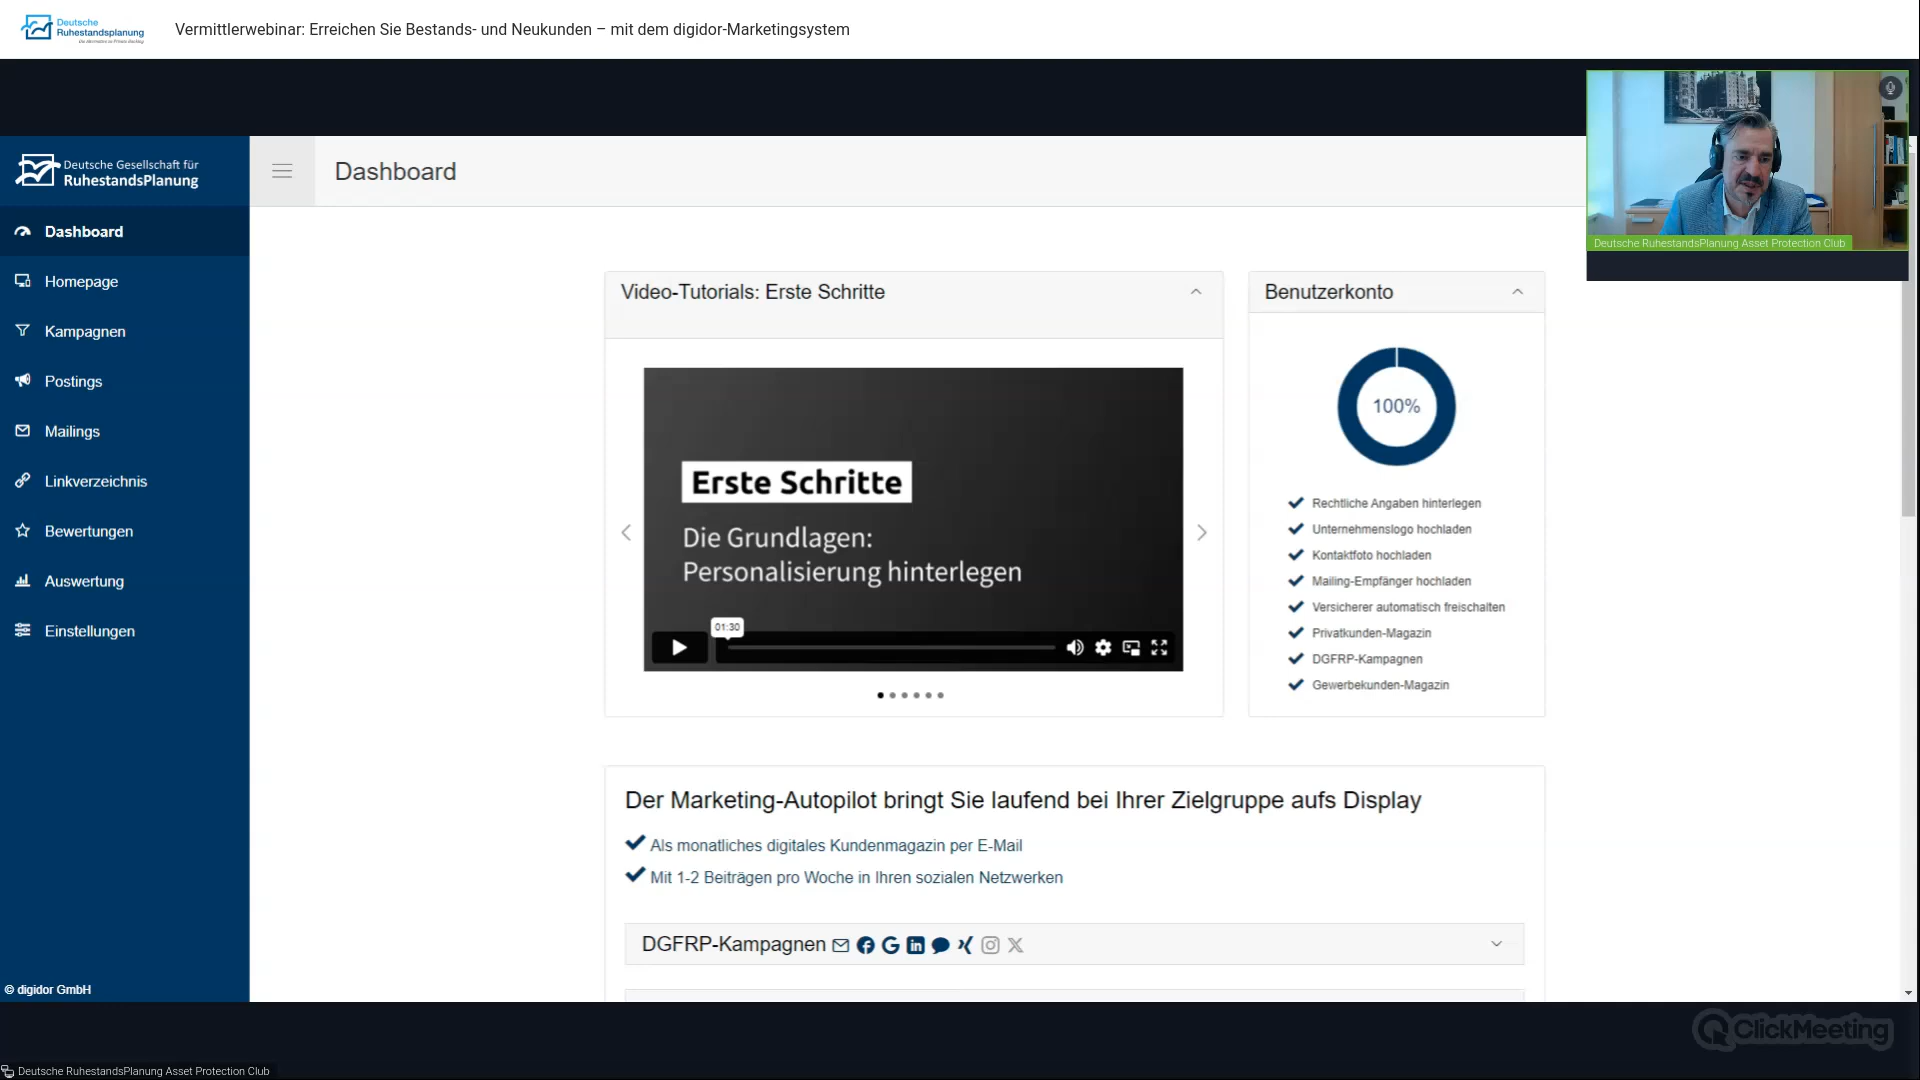 Deutsche
Ruhestandsplanung
Vermittlerwebinar: Erreichen Sie Bestands- und Neukunden – mit dem digidor-Marketingsystem
Deutsche RuhestandsPlanung Asset Protection Club
Deutsche Gesellschaft für
RuhestandsPlanung
Dashboard
Homepage
Kampagnen
Postings
Mailings
Linkverzeichnis
Bewertungen
Auswertung
Einstellungen
© digidor GmbH
Dashboard
Video-Tutorials: Erste Schritte
Erste Schritte
Die Grundlagen:
Personalisierung hinterlegen
01:30
Benutzerkonto
100%
Rechtliche Angaben hinterlegen
Unternehmenslogo hochladen
Kontaktfoto hochladen
Mailing-Empfänger hochladen
Versicherer automatisch freischalten
Privatkunden-Magazin
DGFRP-Kampagnen
Gewerbekunden-Magazin
Der Marketing-Autopilot bringt Sie laufend bei Ihrer Zielgruppe aufs Display
Als monatliches digitales Kundenmagazin per E-Mail
Mit 1-2 Beiträgen pro Woche in Ihren sozialen Netzwerken
DGFRP-Kampagnen
ClickMeeting
Deutsche RuhestandsPlanung Asset Protection Club